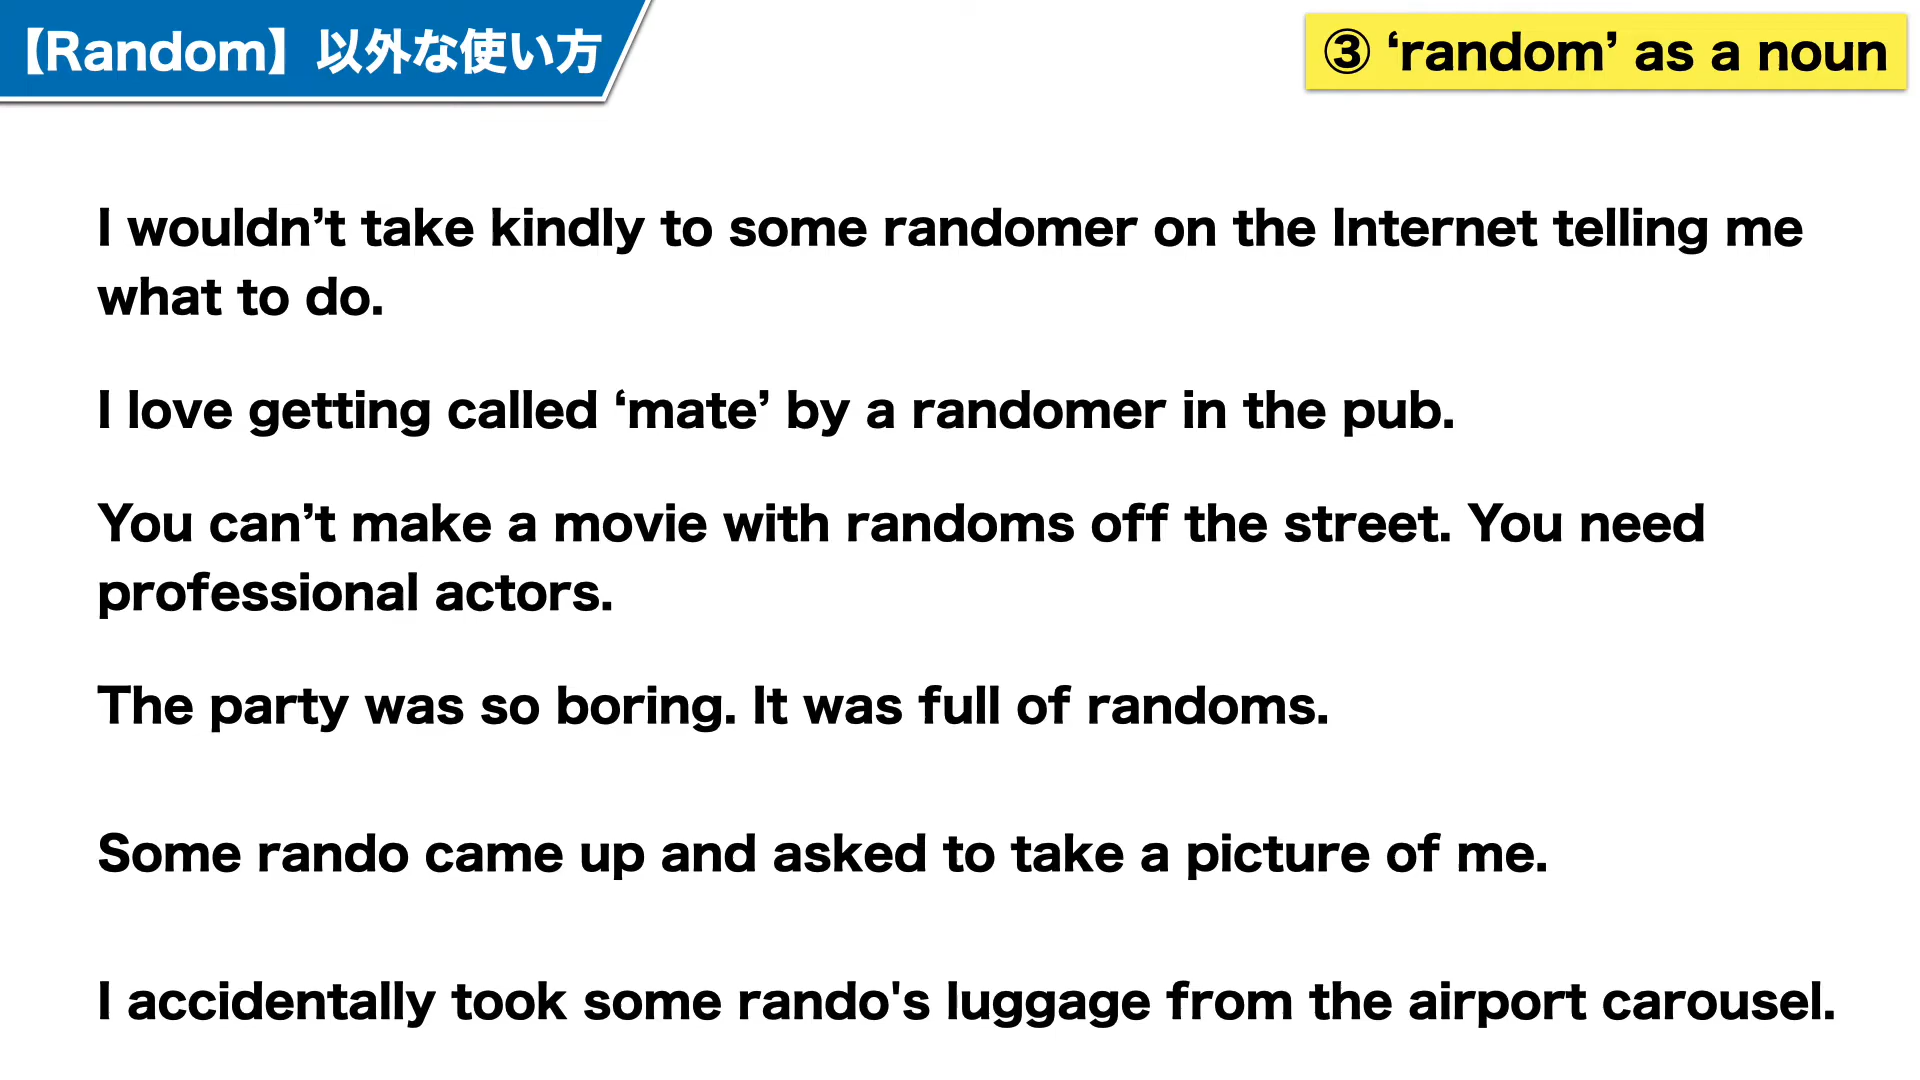 【Random】以外な使い方
③ ‘random’ as a noun
I wouldn’t take kindly to some randomer on the Internet telling me
what to do.
I love getting called ‘mate’ by a randomer in the pub.
You can’t make a movie with randoms off the street. You need
professional actors.
The party was so boring. It was full of randoms.
Some rando came up and asked to take a picture of me.
I accidentally took some rando's luggage from the airport carousel.